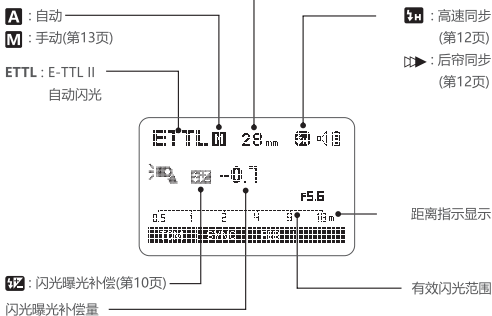 A : 自动
M : 手动(第13页)
ETTL : E-TTL II
自动闪光
H : 高速同步
(第12页)
: 后帘同步
(第12页)
ETTL M 28mm
-0.7
F5.6
0.5 1 2 4 9 18 m
距离指示显示
: 闪光曝光补偿(第10页)
闪光曝光补偿量
有效闪光范围